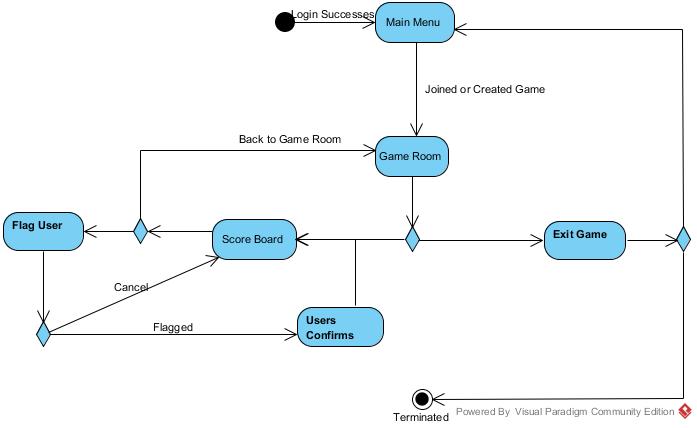 Login Successes
Main Menu
Joined or Created Game
Back to Game Room
Game Room
Flag User
Score Board
Exit Game
Cancel
Flagged
Users
Confirms
Terminated
Powered By Visual Paradigm Community Edition